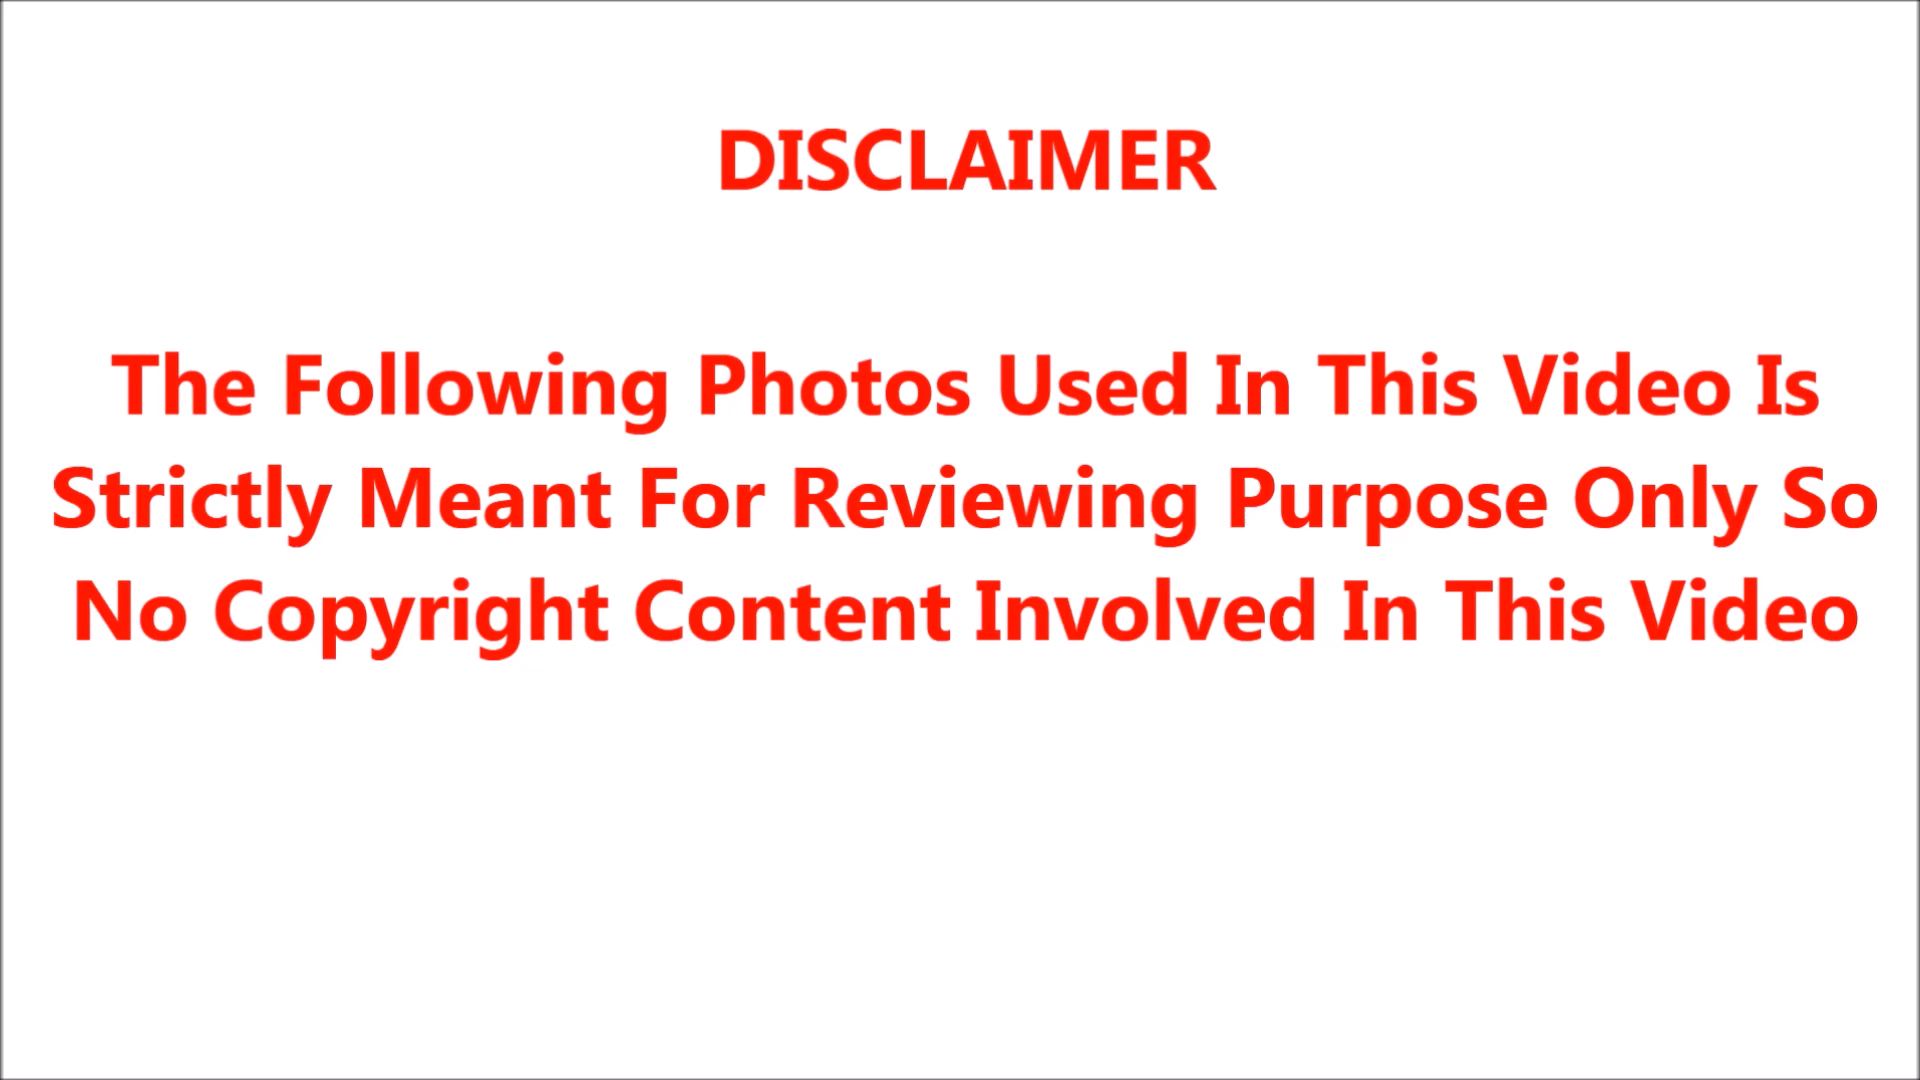 DISCLAIMER
The Following Photos Used In This Video Is
Strictly Meant For Reviewing Purpose Only So
No Copyright Content Involved In This Video